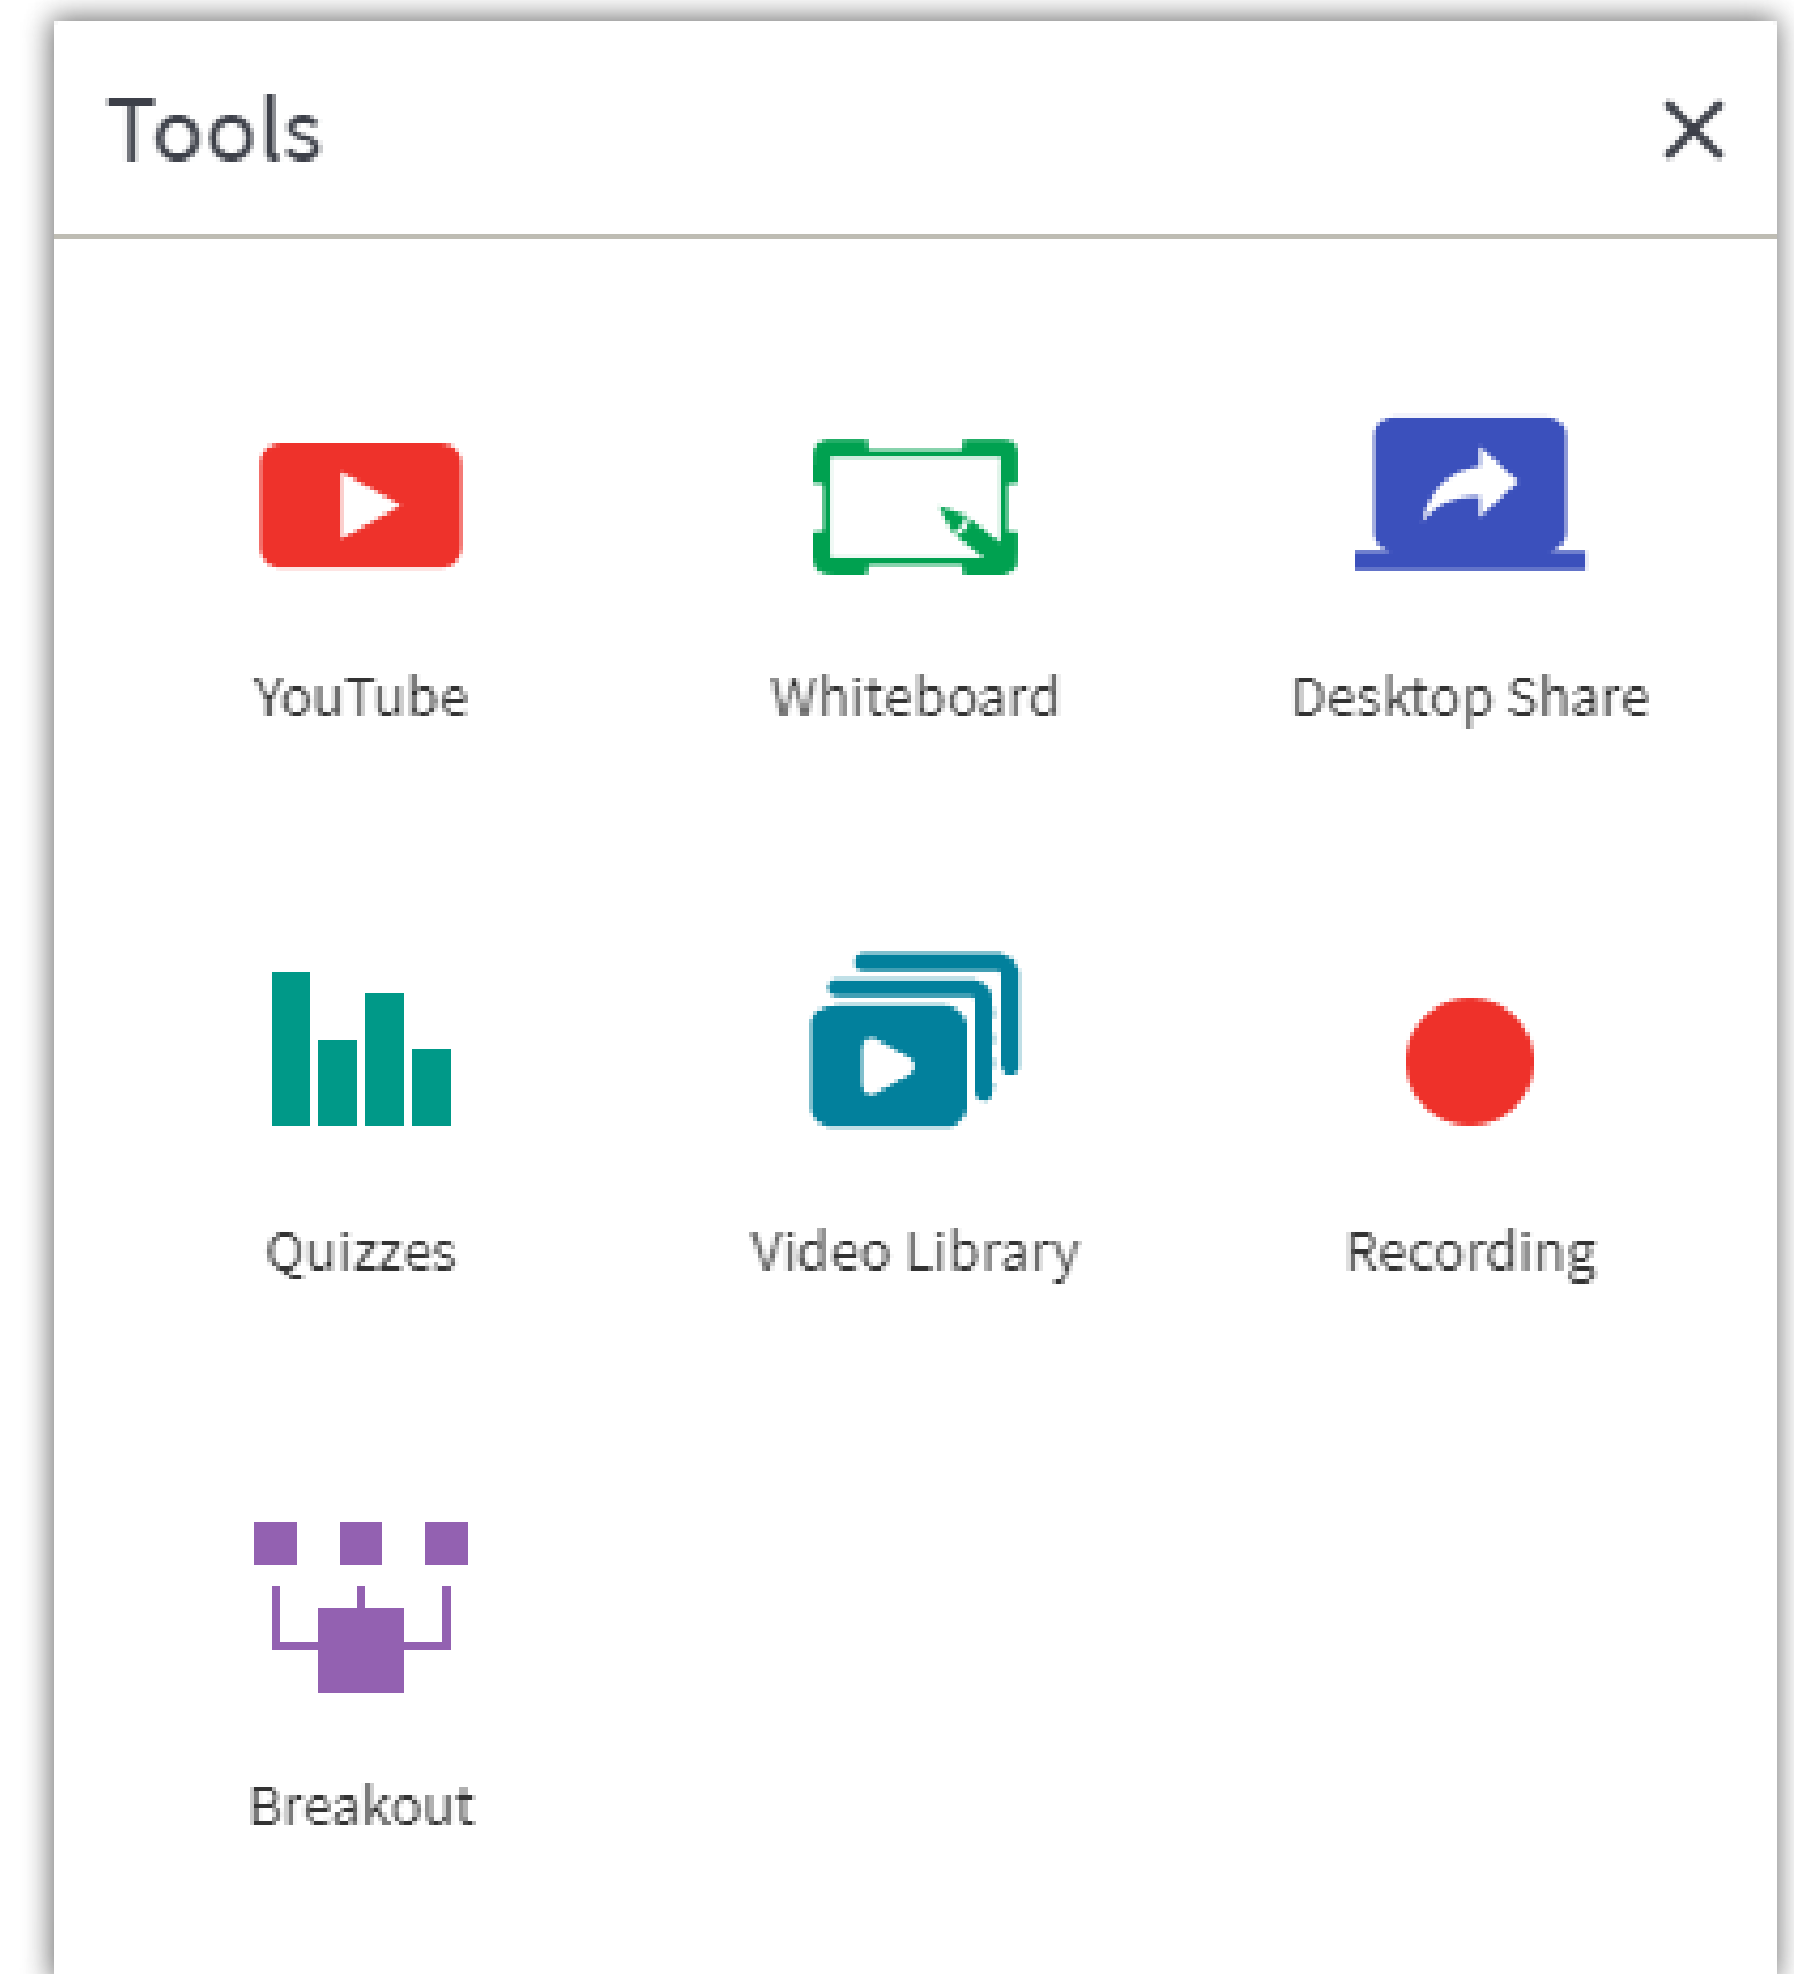 Tools
YouTube
Whiteboard
Desktop Share
Quizzes
Video Library
Recording
Breakout